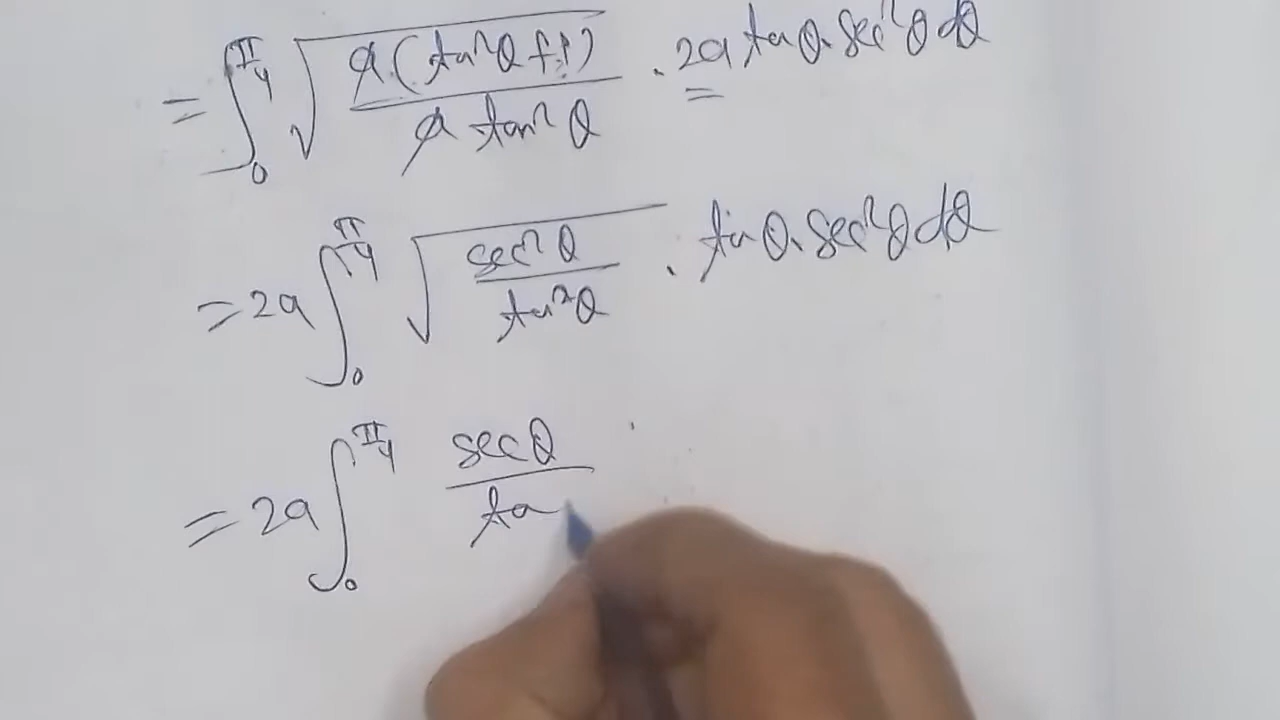 = ∫₀^{π/4} √(a(tan²θ+1) / a tan²θ) . 2a tanθ. sec²θ dθ
= 2a ∫₀^{π/4} √(sec²θ / tan²θ) . tanθ. sec²θ dθ
= 2a ∫₀^{π/4} secθ / ta